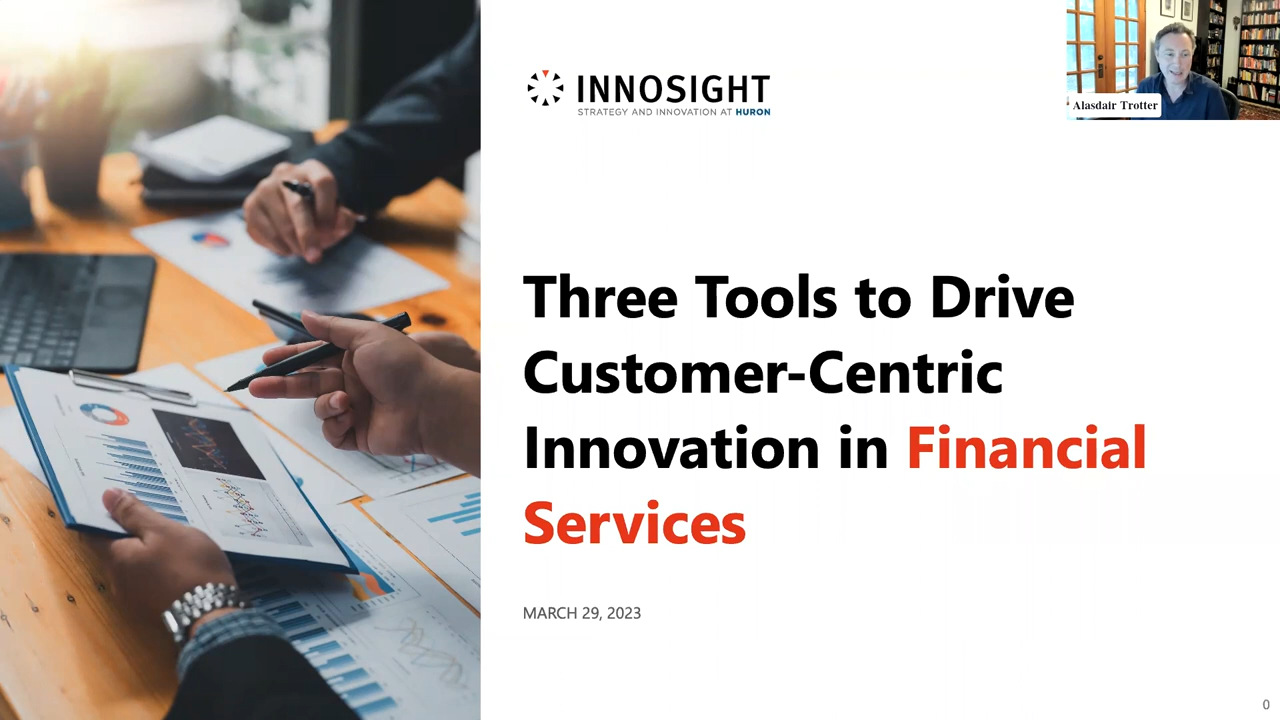 INNOSIGHT
STRATEGY AND INNOVATION AT HURON
Alasdair Trotter
Three Tools to Drive
Customer-Centric
Innovation in Financial
Services
MARCH 29, 2023
0